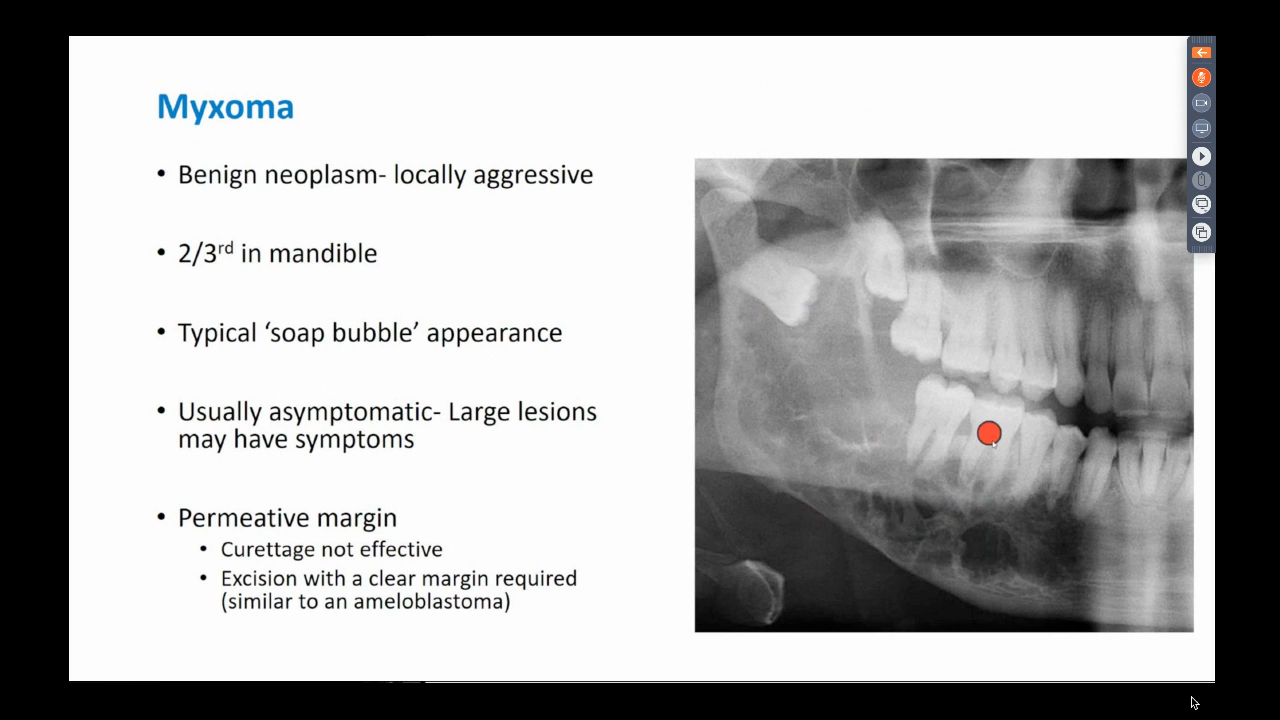 Myxoma
• Benign neoplasm- locally aggressive
• 2/3rd in mandible
• Typical ‘soap bubble’ appearance
• Usually asymptomatic- Large lesions
may have symptoms
• Permeative margin
• Curettage not effective
• Excision with a clear margin required
(similar to an ameloblastoma)